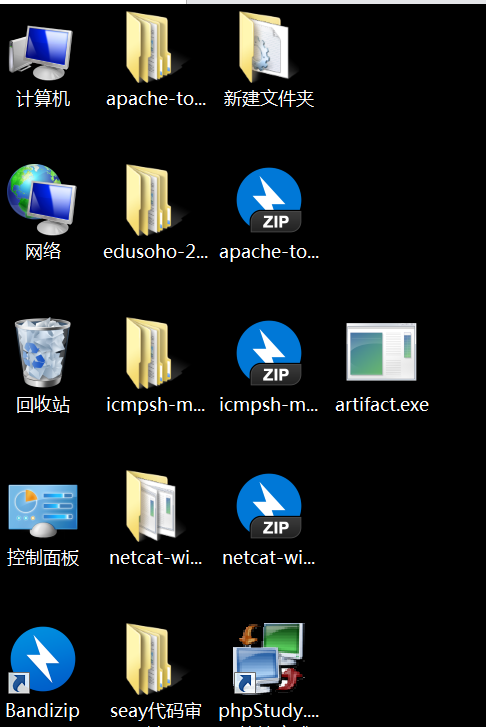 计算机 apache-to... 新建文件夹
ZIP
网络 edusoho-2... apache-to...
ZIP
回收站 icmpsh-m... icmpsh-m... artifact.exe
ZIP
控制面板 netcat-wi... netcat-wi...
Bandizip seay代码审 phpStudy....